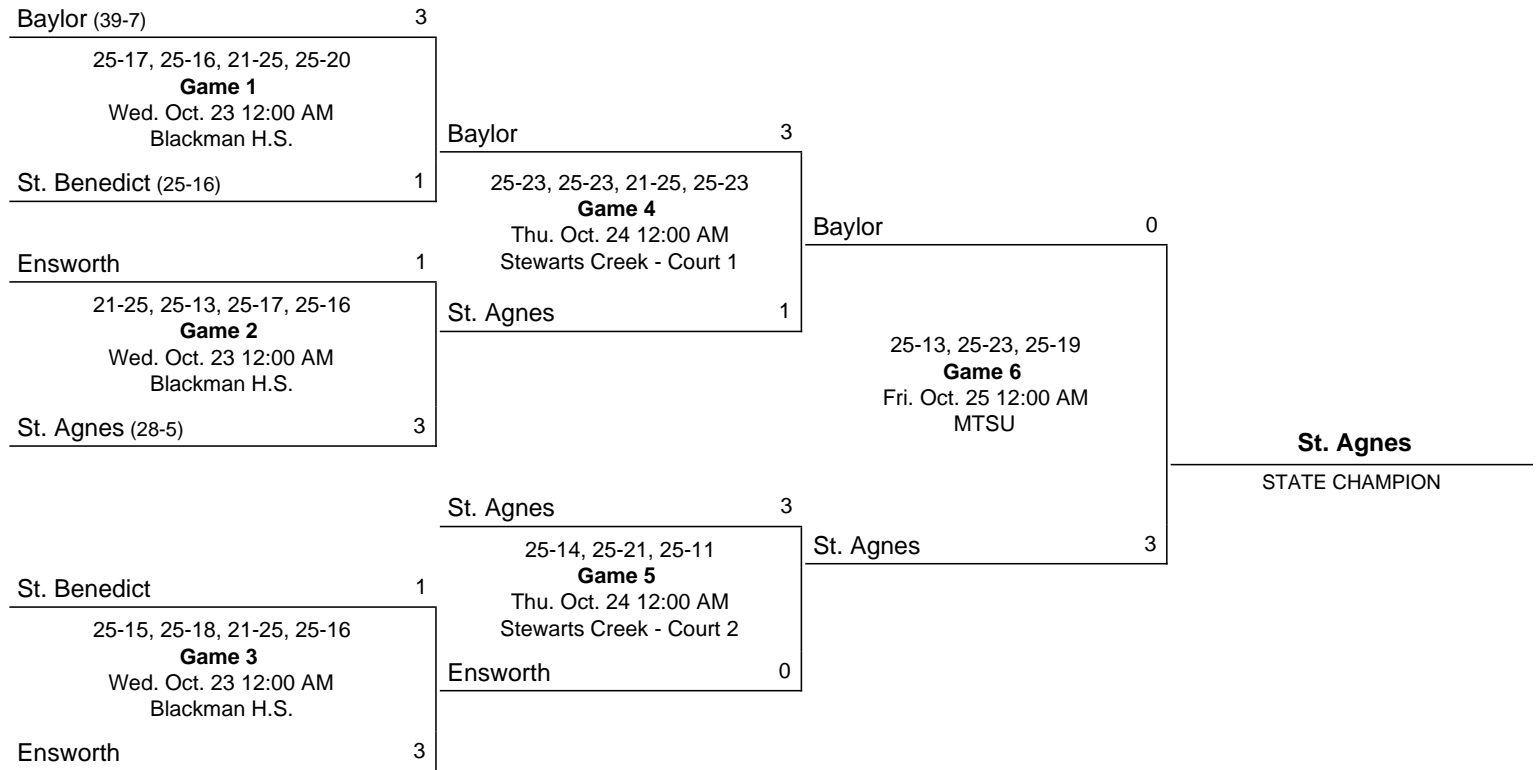 Baylor (39-7) 3
25-17, 25-16, 21-25, 25-20
Game 1
Wed. Oct. 23 12:00 AM
Blackman H.S.
St. Benedict (25-16) 1
Ensworth 1
21-25, 25-13, 25-17, 25-16
Game 2
Wed. Oct. 23 12:00 AM
Blackman H.S.
St. Agnes (28-5) 3
St. Benedict 1
25-15, 25-18, 21-25, 25-16
Game 3
Wed. Oct. 23 12:00 AM
Blackman H.S.
Ensworth 3
Baylor 3
25-23, 25-23, 21-25, 25-23
Game 4
Thu. Oct. 24 12:00 AM
Stewarts Creek - Court 1
St. Agnes 1
St. Agnes 3
25-14, 25-21, 25-11
Game 5
Thu. Oct. 24 12:00 AM
Stewarts Creek - Court 2
Ensworth 0
Baylor 0
25-13, 25-23, 25-19
Game 6
Fri. Oct. 25 12:00 AM
MTSU
St. Agnes 3
St. Agnes
STATE CHAMPION